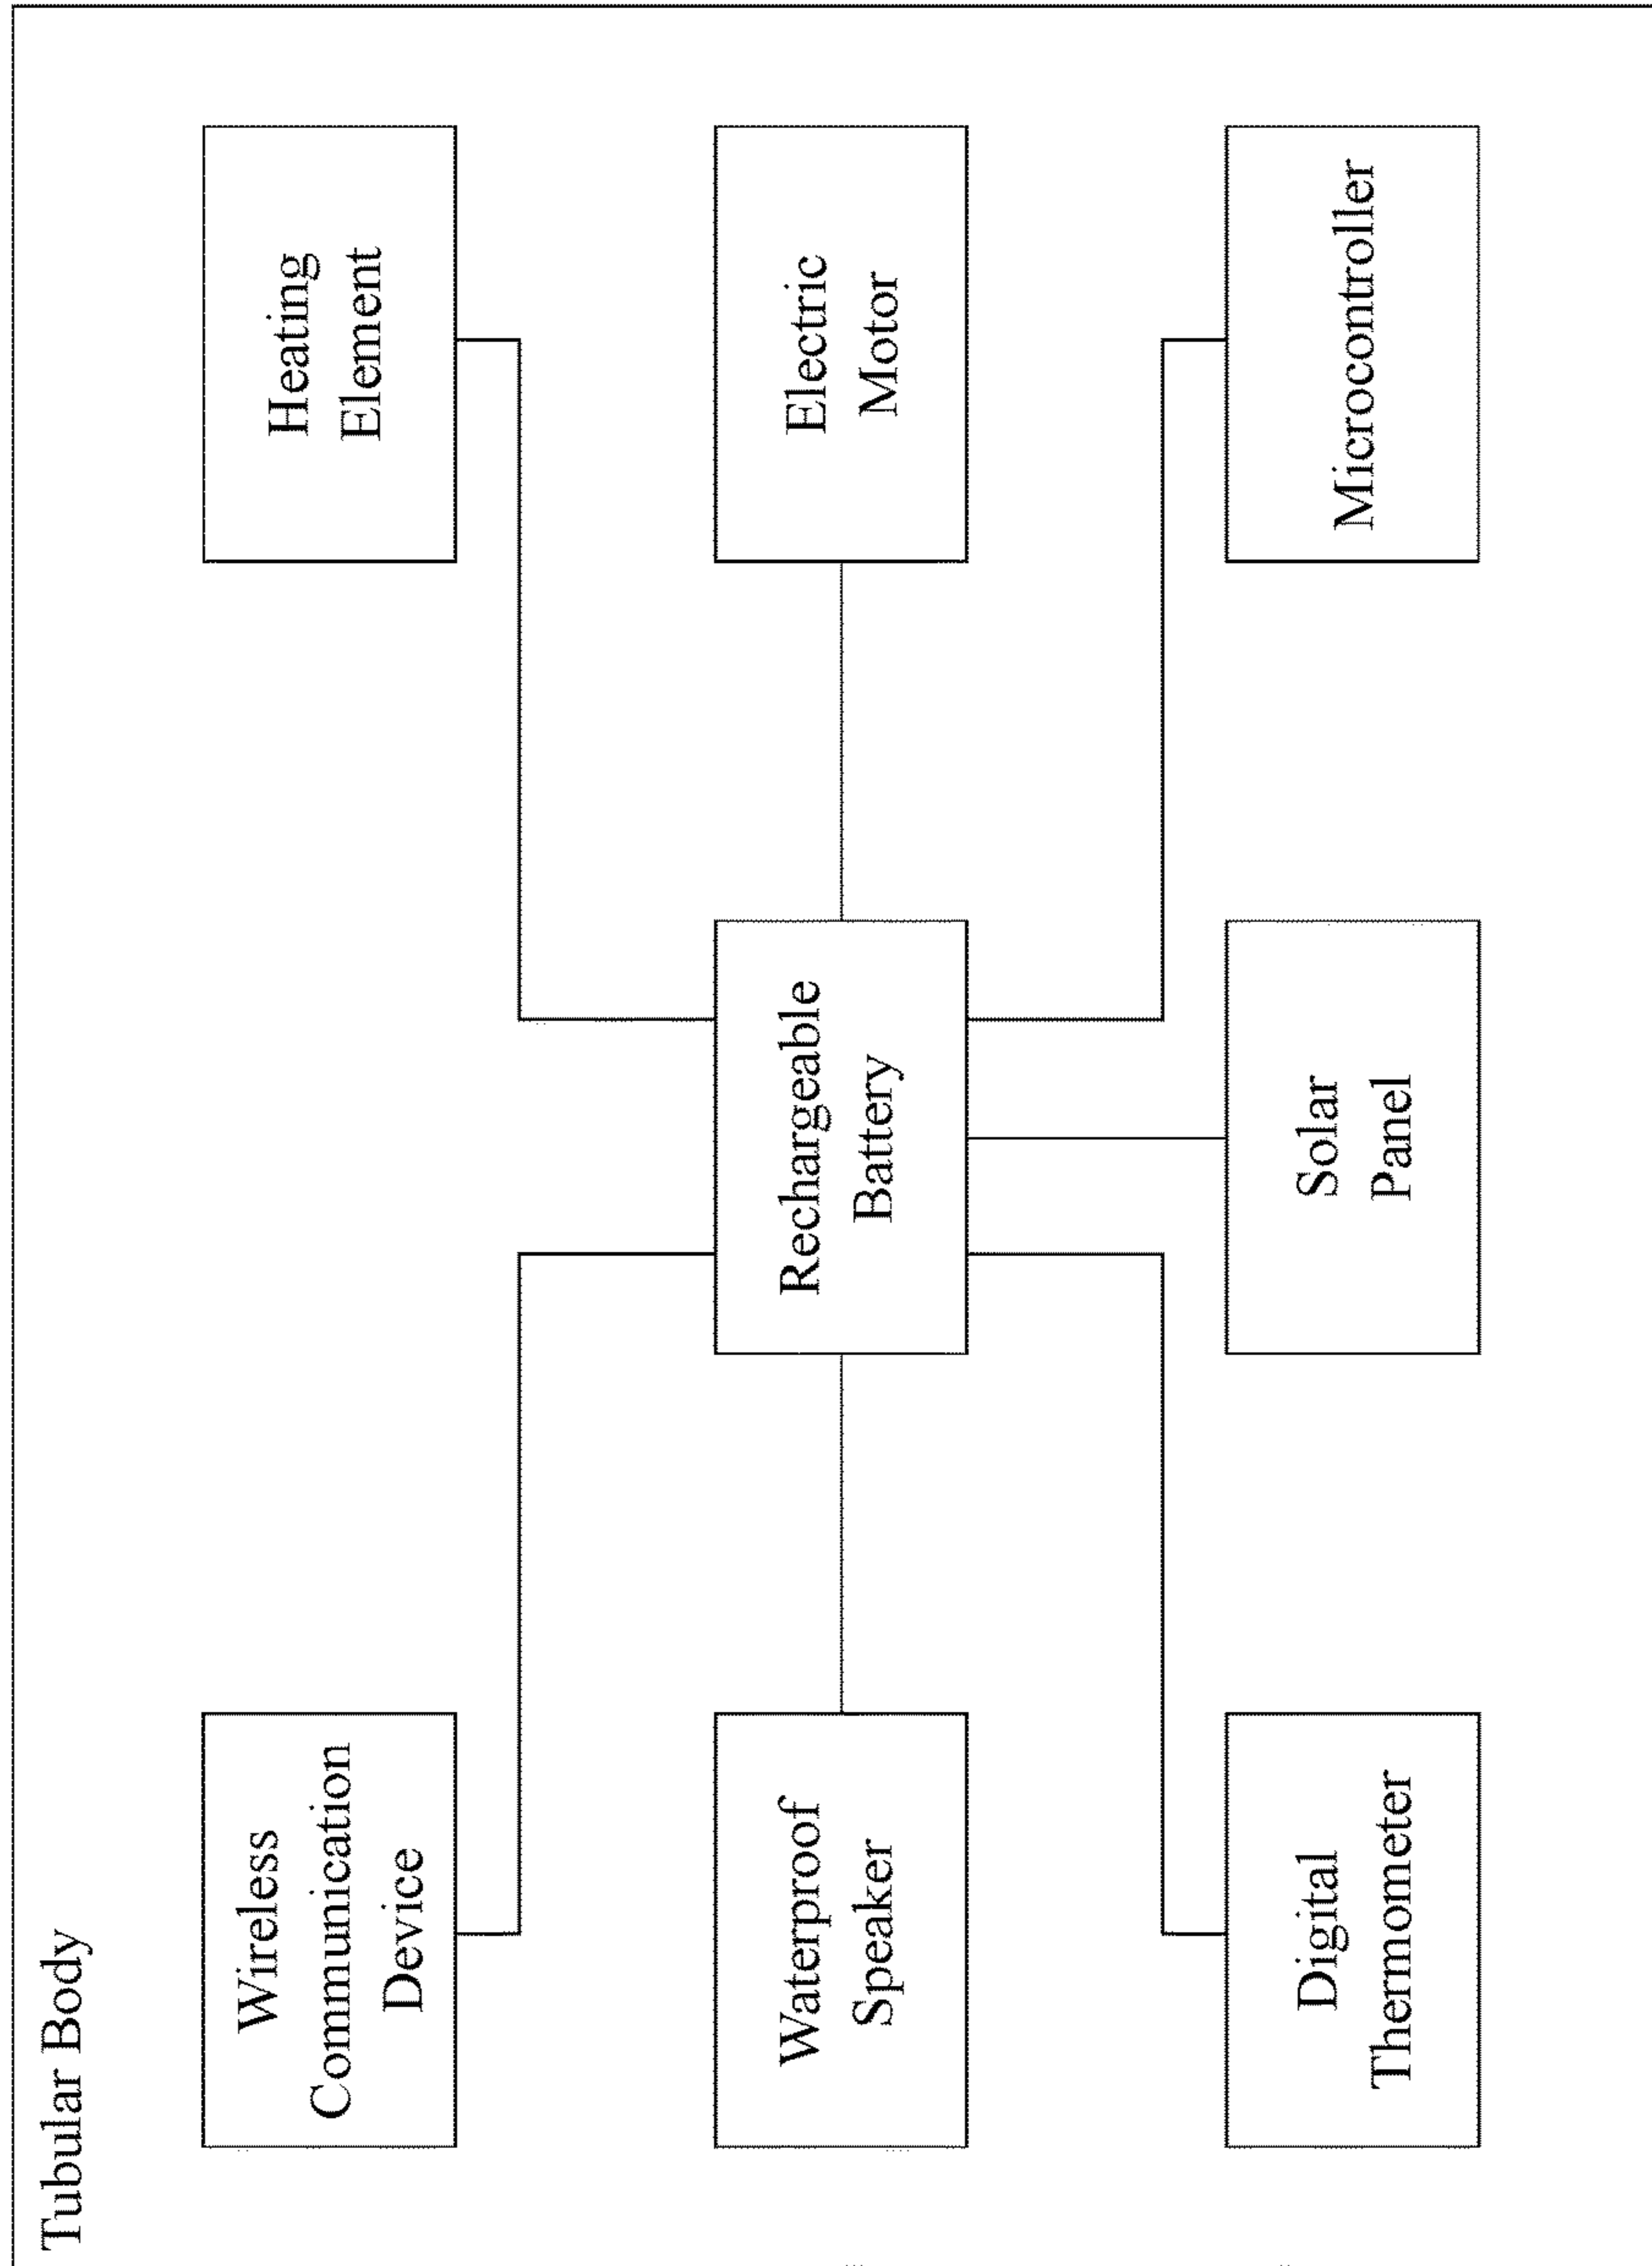 Tubular Body
Wireless
Communication
Device
Heating
Element
Waterproof
Speaker
Rechargeable
Battery
Electric
Motor
Digital
Thermometer
Solar
Panel
Microcontroller